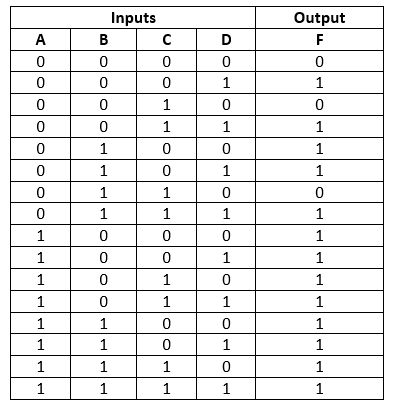 Inputs Output
A B C D F
0 0 0 0 0
0 0 0 1 1
0 0 1 0 0
0 0 1 1 1
0 1 0 0 1
0 1 0 1 1
0 1 1 0 0
0 1 1 1 1
1 0 0 0 1
1 0 0 1 1
1 0 1 0 1
1 0 1 1 1
1 1 0 0 1
1 1 0 1 1
1 1 1 0 1
1 1 1 1 1